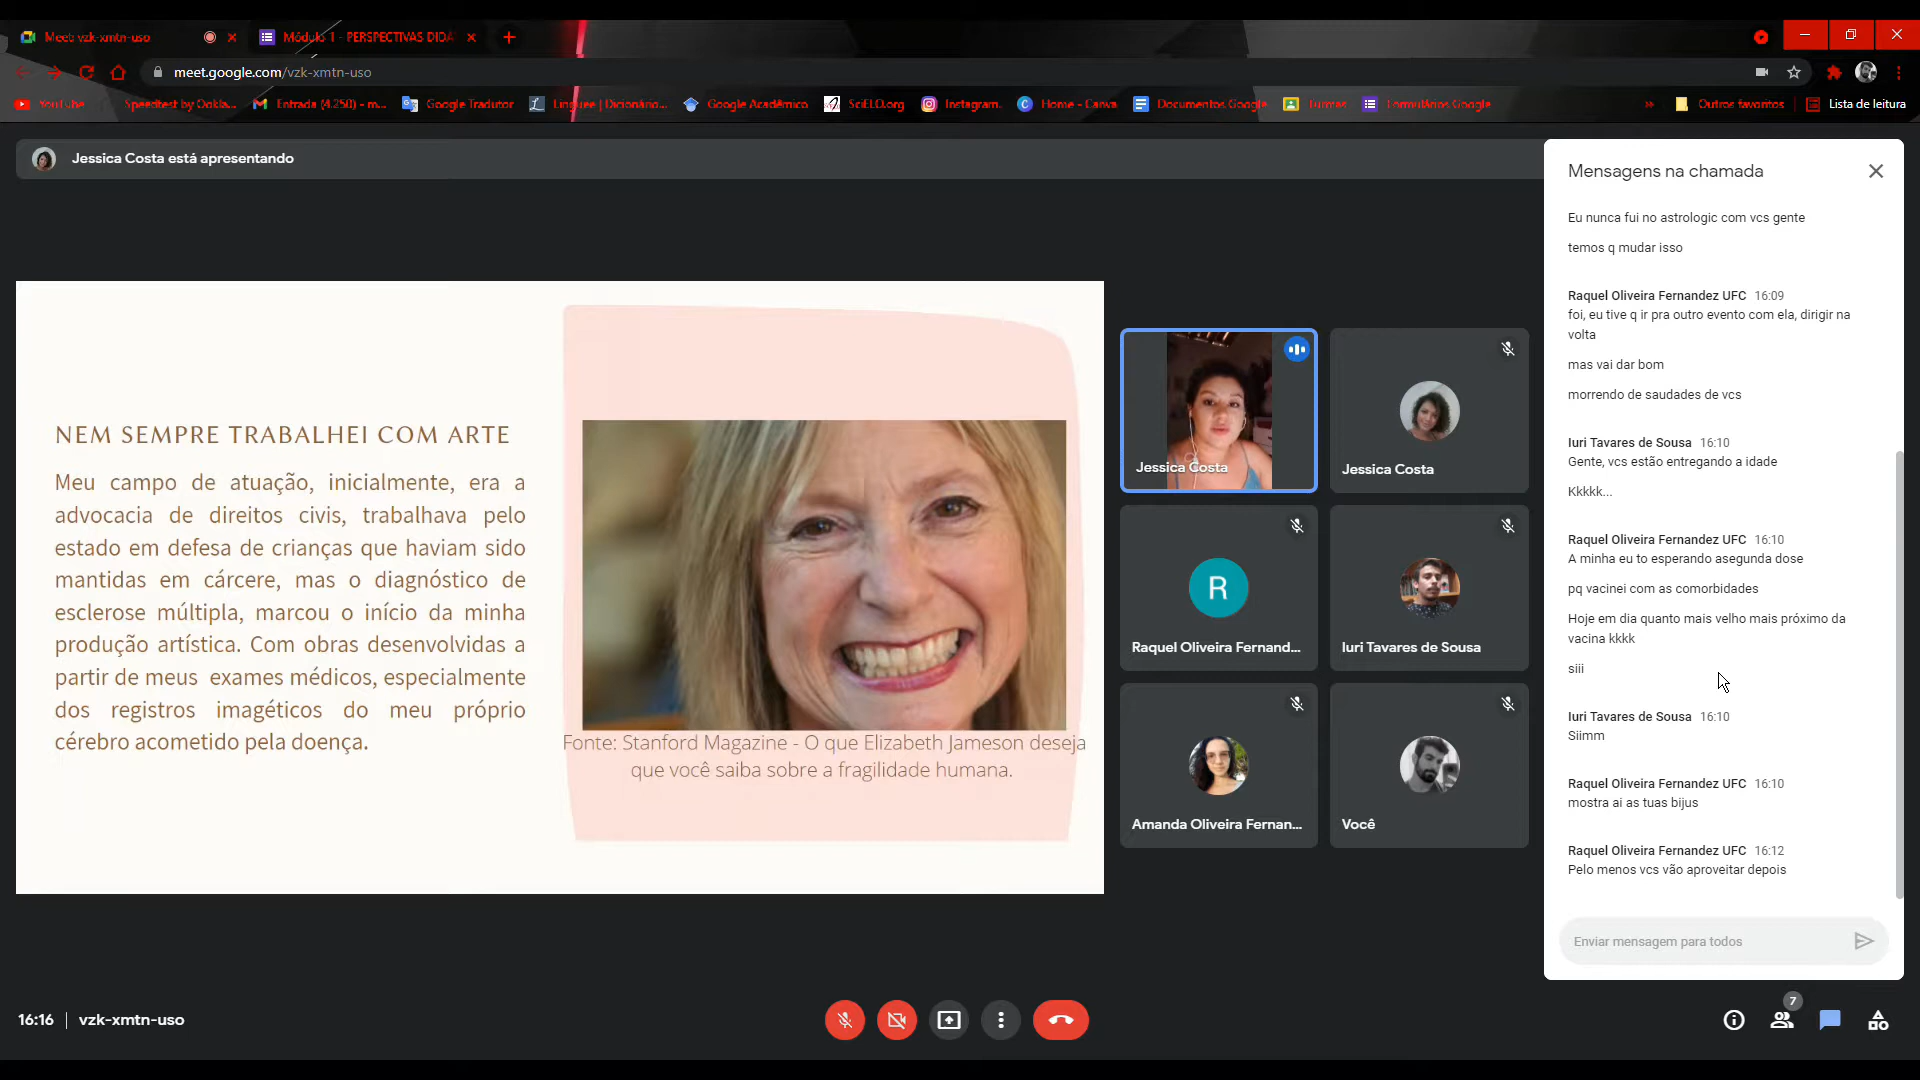 Meet: vzk-xmtn-uso
Módulo 1 - PERSPECTIVAS DIDÁ
meet.google.com/vzk-xmtn-uso
YouTube
Speedtest by Ookla...
Entrada (4.250) - m...
Google Tradutor
Linguee | Dicionário...
Google Acadêmico
SciELO.org
Instagram.
Home - Canva
Documentos Google
Turmas
Formulários Google
»
Outros favoritos
Lista de leitura
Jessica Costa está apresentando
NEM SEMPRE TRABALHEI COM ARTE
Meu campo de atuação, inicialmente, era a
advocacia de direitos civis, trabalhava pelo
estado em defesa de crianças que haviam sido
mantidas em cárcere, mas o diagnóstico de
esclerose múltipla, marcou o início da minha
produção artística. Com obras desenvolvidas a
partir de meus exames médicos, especialmente
dos registros imagéticos do meu próprio
cérebro acometido pela doença.
Fonte: Stanford Magazine - O que Elizabeth Jameson deseja
que você saiba sobre a fragilidade humana.
Jessica Costa
Jessica Costa
R
Raquel Oliveira Fernand...
Iuri Tavares de Sousa
Amanda Oliveira Fernan...
Você
Mensagens na chamada
Eu nunca fui no astrologic com vcs gente
temos q mudar isso
Raquel Oliveira Fernandez UFC 16:09
foi, eu tive q ir pra outro evento com ela, dirigir na
volta
mas vai dar bom
morrendo de saudades de vcs
Iuri Tavares de Sousa 16:10
Gente, vcs estão entregando a idade
Kkkkk...
Raquel Oliveira Fernandez UFC 16:10
A minha eu to esperando asegunda dose
pq vacinei com as comorbidades
Hoje em dia quanto mais velho mais próximo da
vacina kkkk
siii
Iuri Tavares de Sousa 16:10
Siimm
Raquel Oliveira Fernandez UFC 16:10
mostra ai as tuas bijus
Raquel Oliveira Fernandez UFC 16:12
Pelo menos vcs vão aproveitar depois
Enviar mensagem para todos
16:16 | vzk-xmtn-uso
7